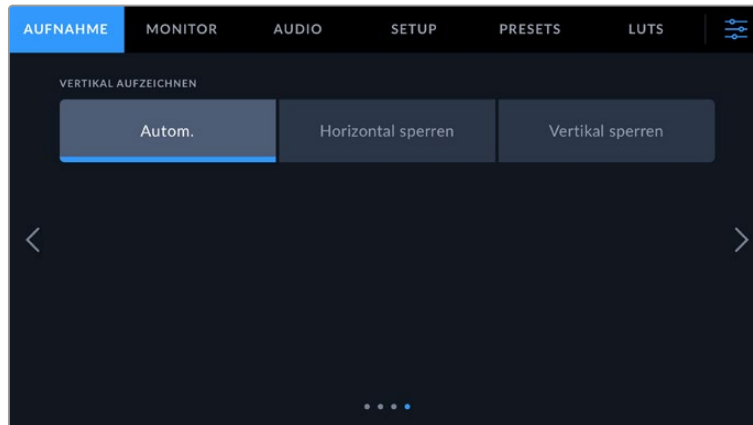 AUFNAHME MONITOR AUDIO SETUP PRESETS LUTS
VERTIKAL AUFZEICHNEN
Autom. Horizontal sperren Vertikal sperren